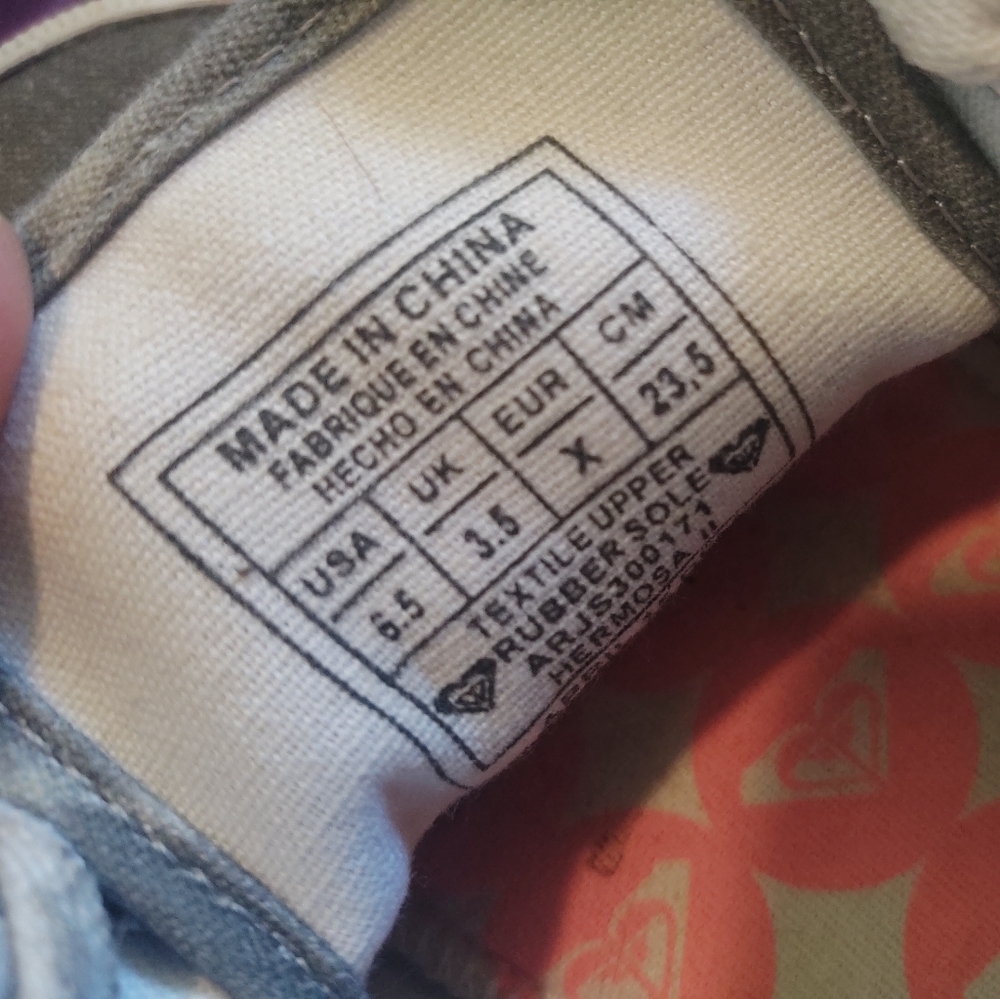 MADE IN CHINA
FABRIQUE EN CHINE
HECHO EN CHINA
USA UK EUR CM
6.5 3.5 X 23.5
TEXTILE UPPER
RUBBER SOLE
ARJS300171
HERMOSA